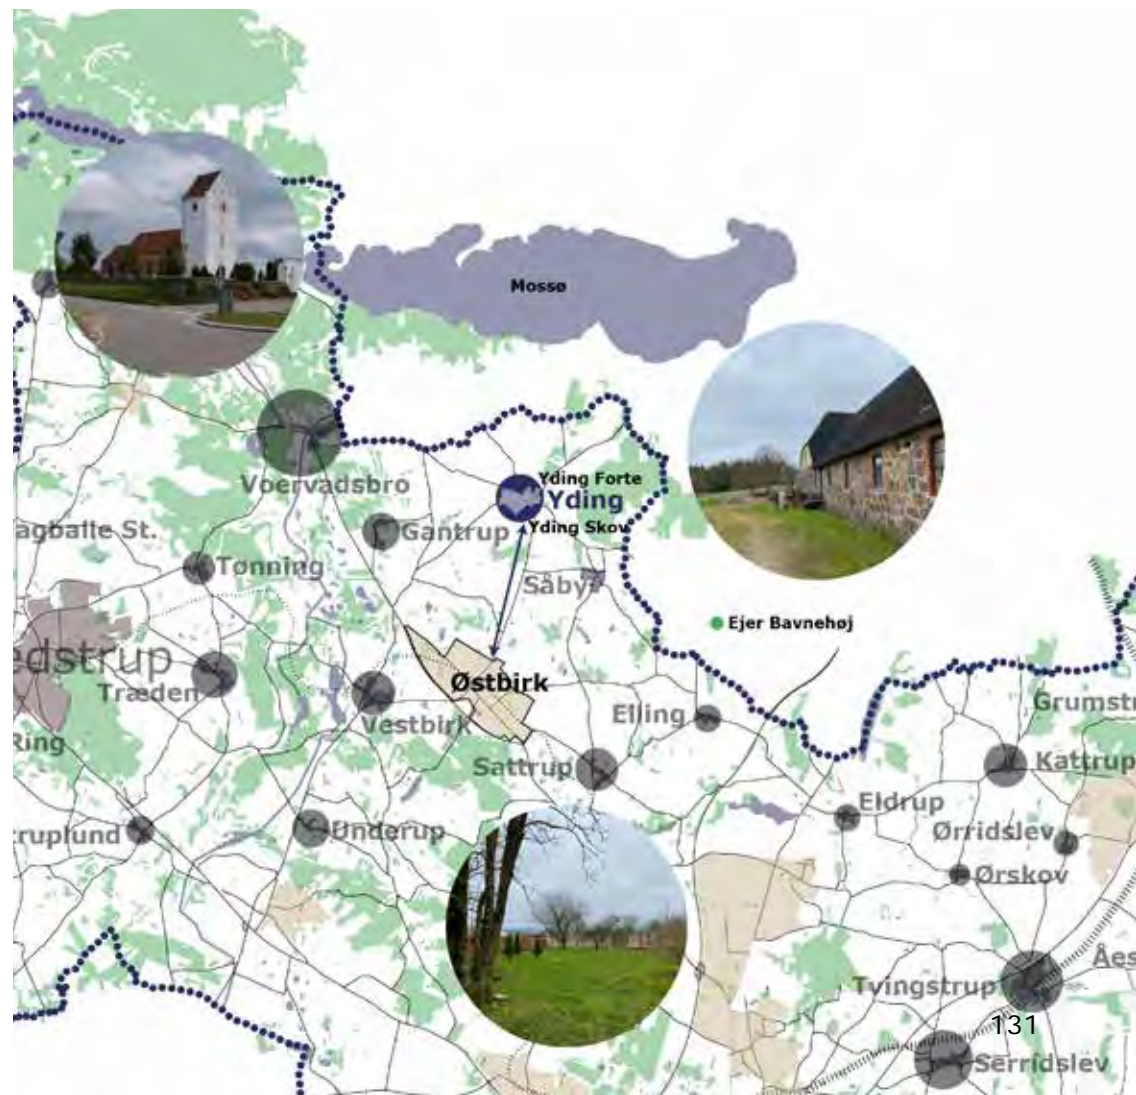 Mossø
Yding Forte
Voervadsbro
Yding
agballe St.
Gantrup
Yding Skov
Tønning
Såby
Ejer Bavnehøj
edstrup
Træden
Østbirk
Grumstr
Vestbirk
Elling
Ring
Sattrup
Kattrup
Eldrup
truplund
Underup
Ørridslev
Ørskov
Åes
Tvingstrup
131
Serridslev